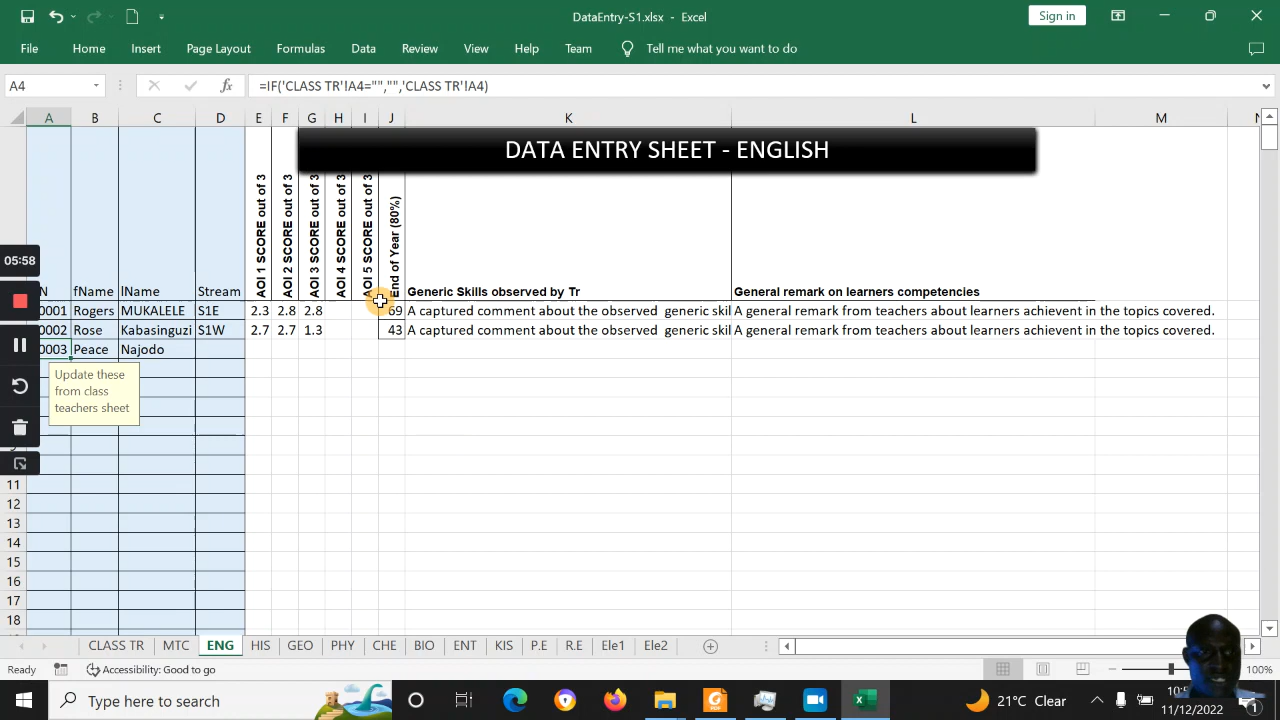 DataEntry-S1.xlsx - Excel
Sign in
File Home Insert Page Layout Formulas Data Review View Help Team Tell me what you want to do
A4 fx =IF('CLASS TR'!A4="","",'CLASS TR'!A4)
A B C D E F G H I J K L M
DATA ENTRY SHEET - ENGLISH
AOI 1 SCORE out of 3
AOI 2 SCORE out of 3
AOI 3 SCORE out of 3
AOI 4 SCORE out of 3
AOI 5 SCORE out of 3
End of Year (80%)
05:58
N fName lName Stream Generic Skills observed by Tr General remark on learners competencies
0001 Rogers MUKALELE S1E 2.3 2.8 2.8 69 A captured comment about the observed generic skil A general remark from teachers about learners achievent in the topics covered.
0002 Rose Kabasinguzi S1W 2.7 2.7 1.3 43 A captured comment about the observed generic skil A general remark from teachers about learners achievent in the topics covered.
0003 Peace Najodo
Update these
from class
teachers sheet
11
12
13
14
15
16
17
18
CLASS TR MTC ENG HIS GEO PHY CHE BIO ENT KIS P.E R.E Ele1 Ele2
Ready Accessibility: Good to go 100%
Type here to search 21°C Clear
11/12/2022 1